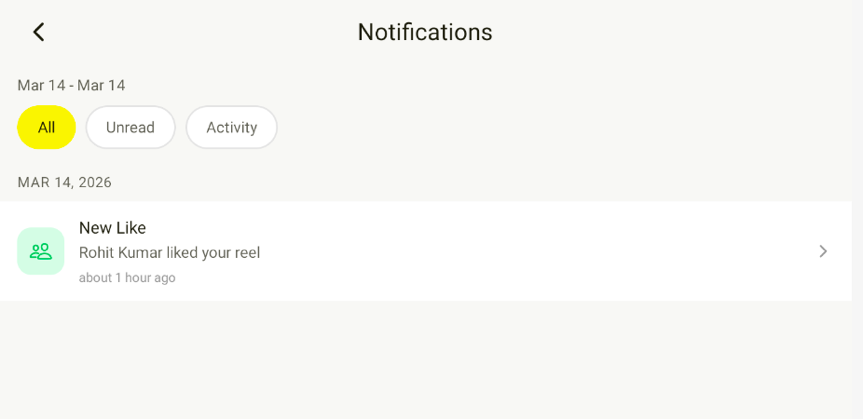 Notifications
Mar 14 - Mar 14
All Unread Activity
MAR 14, 2026
New Like
Rohit Kumar liked your reel
about 1 hour ago